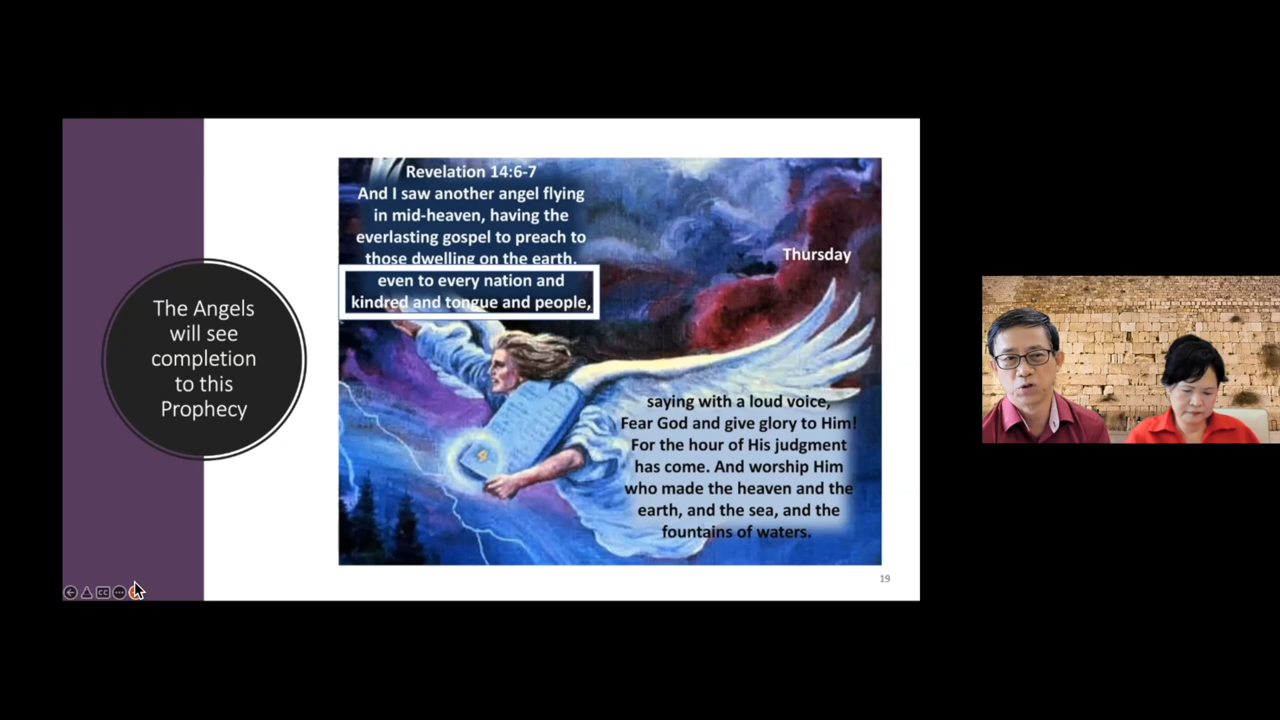 The Angels
will see
completion
to this
Prophecy
Revelation 14:6-7
And I saw another angel flying
in mid-heaven, having the
everlasting gospel to preach to
those dwelling on the earth,
even to every nation and
kindred and tongue and people,
Thursday
saying with a loud voice,
Fear God and give glory to Him!
For the hour of His judgment
has come. And worship Him
who made the heaven and the
earth, and the sea, and the
fountains of waters.
19
CC